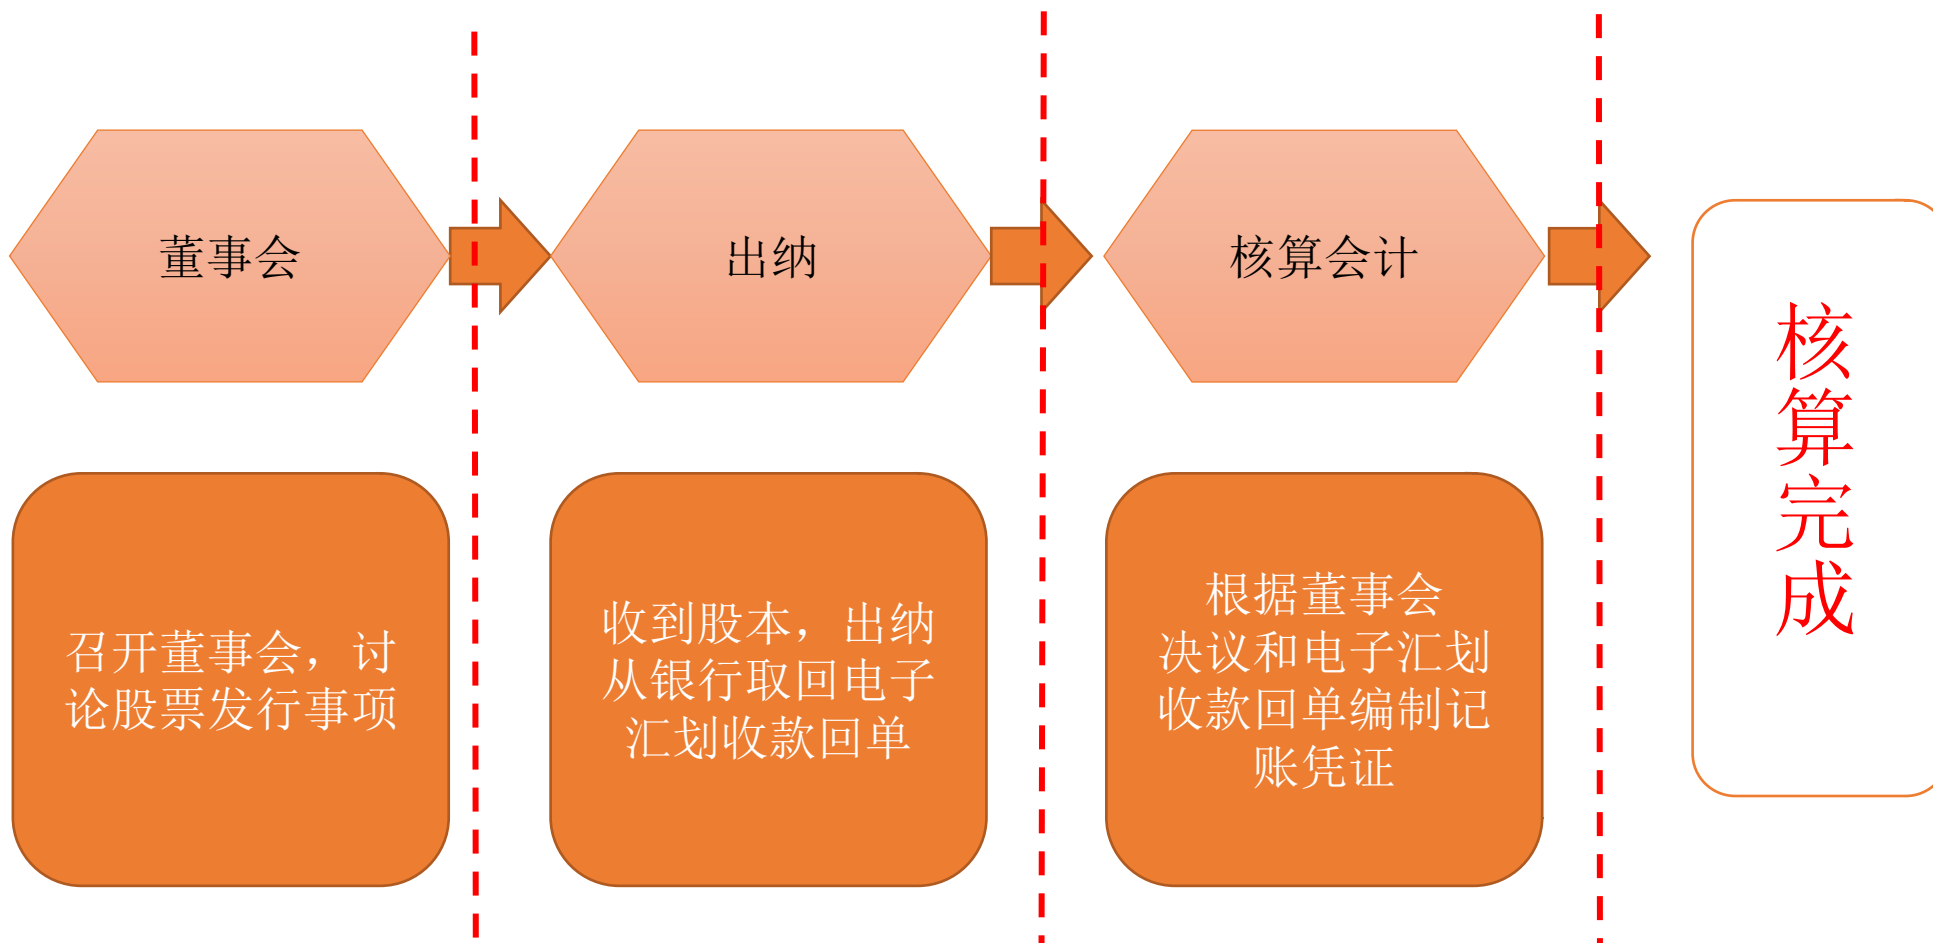 董事会
出纳
核算会计
召开董事会，讨
论股票发行事项
收到股本，出纳
从银行取回电子
汇划收款回单
根据董事会
决议和电子汇划
收款回单编制记
账凭证
核算完成